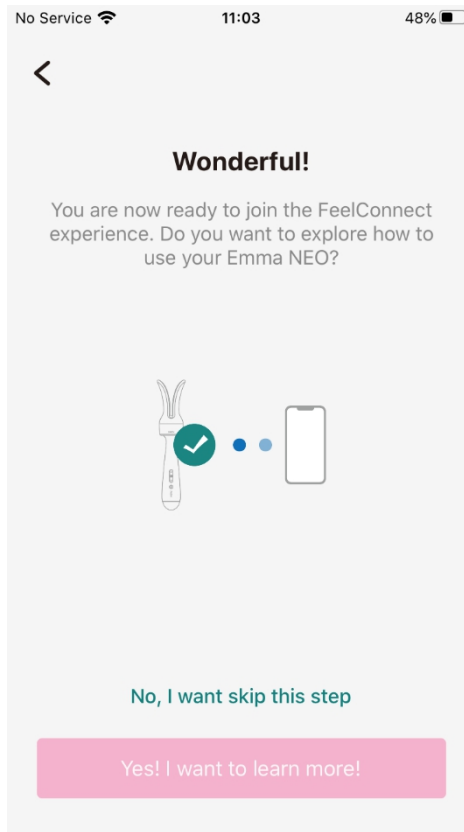 No Service 11:03 48%
Wonderful!
You are now ready to join the FeelConnect
experience. Do you want to explore how to
use your Emma NEO?
No, I want skip this step
Yes! I want to learn more!